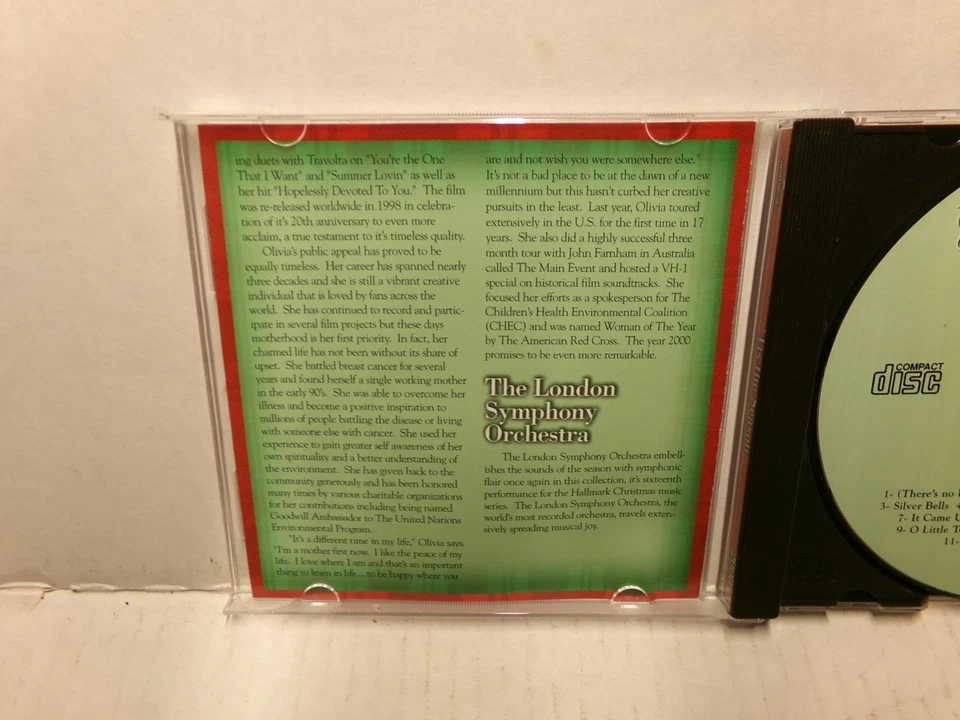 ing duets with Travolta on "You're the One
That I Want" and "Summer Lovin" as well as
her hit "Hopelessly Devoted To You."  The film
was re-released worldwide in 1998 in celebra-
tion of it's 20th anniversary to even more
acclaim, a true testament to it's timeless quality.
Olivia's public appeal has proved to be
equally timeless.  Her career has spanned nearly
three decades and she is still a vibrant creative
individual that is loved by fans across the
world.  She has continued to record and partic-
ipate in several film projects but these days
motherhood is her first priority.  In fact, her
charmed life has not been without its share of
upset.  She battled breast cancer for several
years and found herself a single working mother
in the early 90's.  She was able to overcome her
illness and become a positive inspiration to
millions of people battling the disease or living
with someone else with cancer.  She used her
experience to gain greater self awareness of her
own spirituality and a better understanding of
the environment.  She has given back to the
community generously and has been honored
many times by various charitable organizations
for her contributions including being named
Goodwill Ambassador to The United Nations
Environmental Program.
"It's a different time in my life," Olivia says.
"I'm a mother first now.  I like the peace of my
life.  I love where I am and that's an important
thing to learn in life....to be happy where you
are and not wish you were somewhere else."
It's not a bad place to be at the dawn of a new
millennium but this hasn't curbed her creative
pursuits in the least.  Last year, Olivia toured
extensively in the U.S. for the first time in 17
years.  She also did a highly successful three
month tour with John Farnham in Australia
called The Main Event and hosted a VH-1
special on historical film soundtracks.  She
focused her efforts as a spokesperson for The
Children's Health Environmental Coalition
(CHEC) and was named Woman of The Year
by The American Red Cross.  The year 2000
promises to be even more remarkable.
The London
Symphony
Orchestra
The London Symphony Orchestra embell-
ishes the sounds of the season with symphonic
flair once again in this collection, it's sixteenth
performance for the Hallmark Christmas music
series.  The London Symphony Orchestra, the
world's most recorded orchestra, travels exten-
sively spreading musical joy.
COMPACT
disc
1- (There's no
3- Silver Bells 4
7- It Came U
9- O Little T
11-